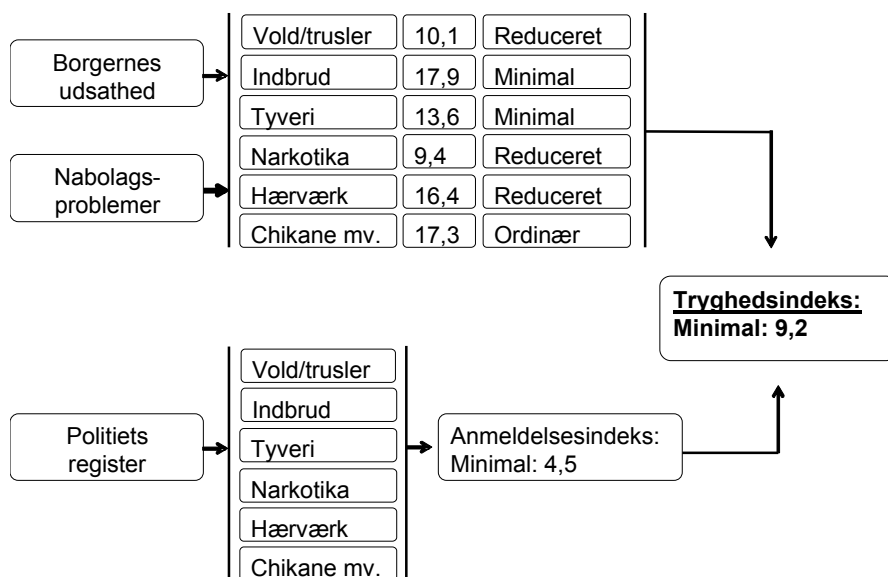 Borgernes
udsathed
Nabolags-
problemer
Vold/trusler 10,1 Reduceret
Indbrud 17,9 Minimal
Tyveri 13,6 Minimal
Narkotika 9,4 Reduceret
Hærværk 16,4 Reduceret
Chikane mv. 17,3 Ordinær
Tryghedsindeks:
Minimal: 9,2
Politiets
register
Vold/trusler
Indbrud
Tyveri
Narkotika
Hærværk
Chikane mv.
Anmeldelsesindeks:
Minimal: 4,5